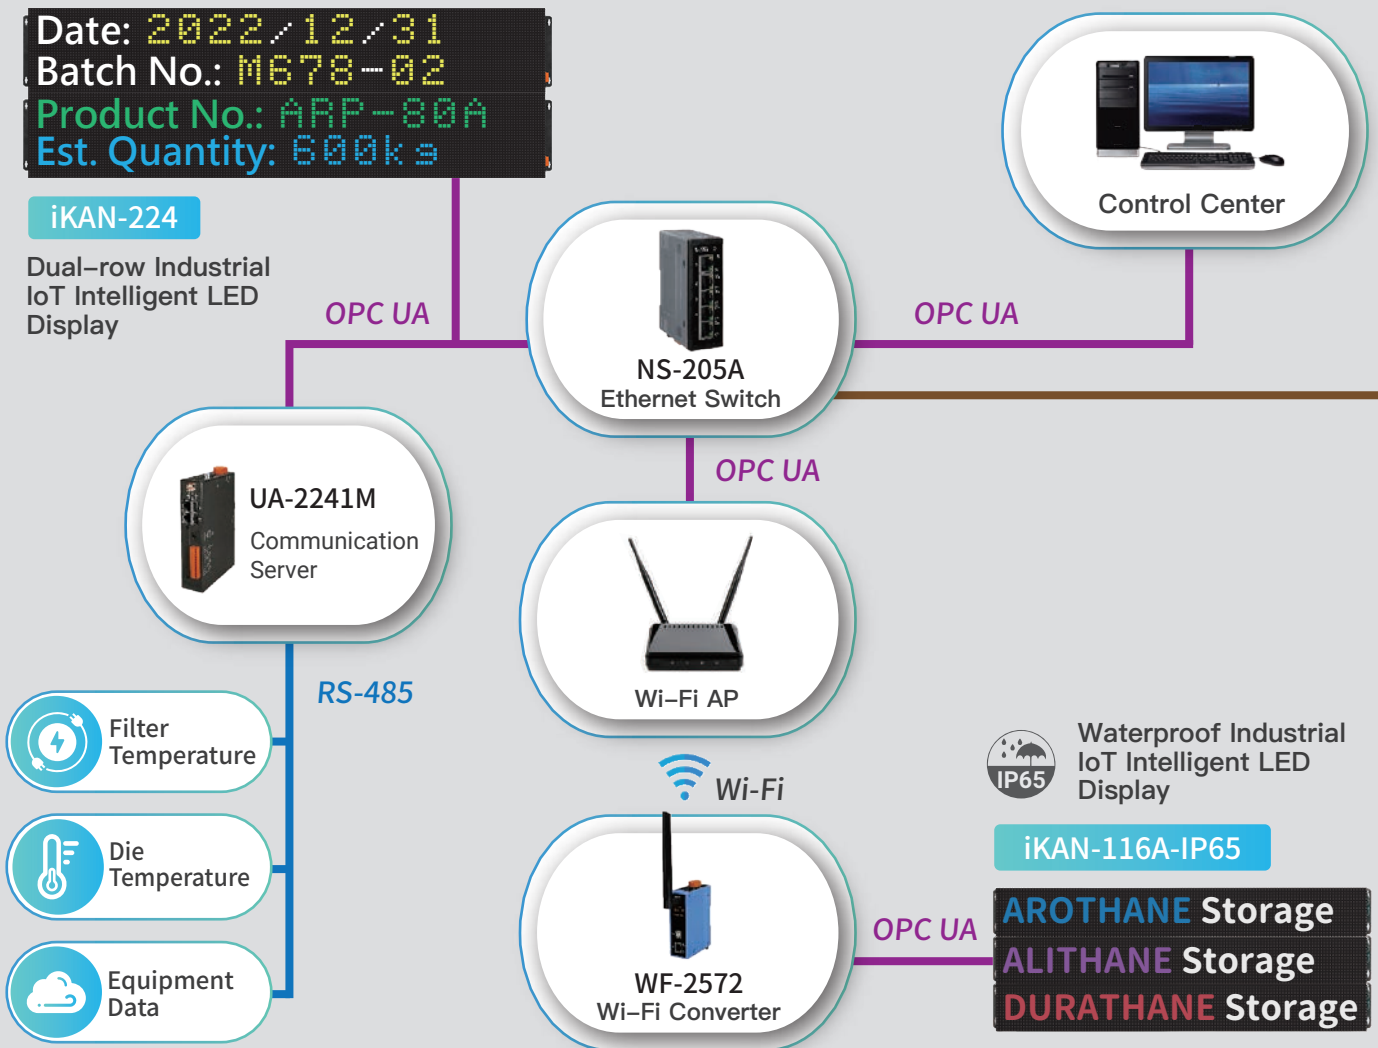 Date: 2022/12/31
Batch No.: M678-02
Product No.: ARP-80A
Est. Quantity: 600kg
iKAN-224
Dual-row Industrial
IoT Intelligent LED
Display
OPC UA
NS-205A
Ethernet Switch
OPC UA
Control Center
OPC UA
UA-2241M
Communication
Server
RS-485
Filter
Temperature
Die
Temperature
Equipment
Data
Wi-Fi AP
Wi-Fi
WF-2572
Wi-Fi Converter
OPC UA
IP65
Waterproof Industrial
IoT Intelligent LED
Display
iKAN-116A-IP65
AROTHANE Storage
ALITHANE Storage
DURATHANE Storage